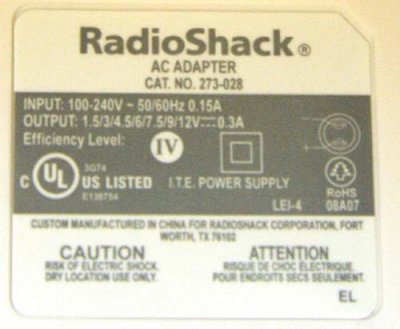 RadioShack®
AC ADAPTER
CAT. NO. 273-028
INPUT: 100-240V ~ 50/60Hz 0.15A
OUTPUT: 1.5/3/4.5/6/7.5/9/12V⎓0.3A
Efficiency Level: IV
3G74
C UL US LISTED I.T.E. POWER SUPPLY
E138754
RoHS
LEI-4 08A07
CUSTOM MANUFACTURED IN CHINA FOR RADIOSHACK CORPORATION, FORT
WORTH, TX 76102
CAUTION
RISK OF ELECTRIC SHOCK.
DRY LOCATION USE ONLY.
ATTENTION
RISQUE DE CHOC ÉLECTRIQUE.
POUR ENDROITS SECS SEULEMENT.
EL